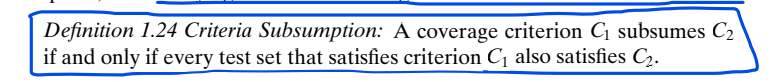 Definition 1.24 Criteria Subsumption: A coverage criterion C₁ subsumes C₂
if and only if every test set that satisfies criterion C₁ also satisfies C₂.